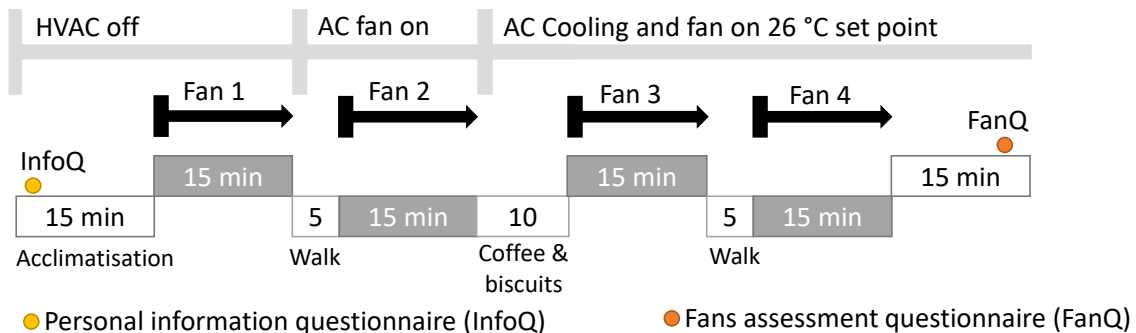 HVAC off
AC fan on
AC Cooling and fan on 26 °C set point
Fan 1
Fan 2
Fan 3
Fan 4
FanQ
InfoQ
15 min
15 min
15 min
15 min
5
15 min
10
5
15 min
Acclimatisation
Walk
Coffee &
biscuits
Walk
Personal information questionnaire (InfoQ)
Fans assessment questionnaire (FanQ)